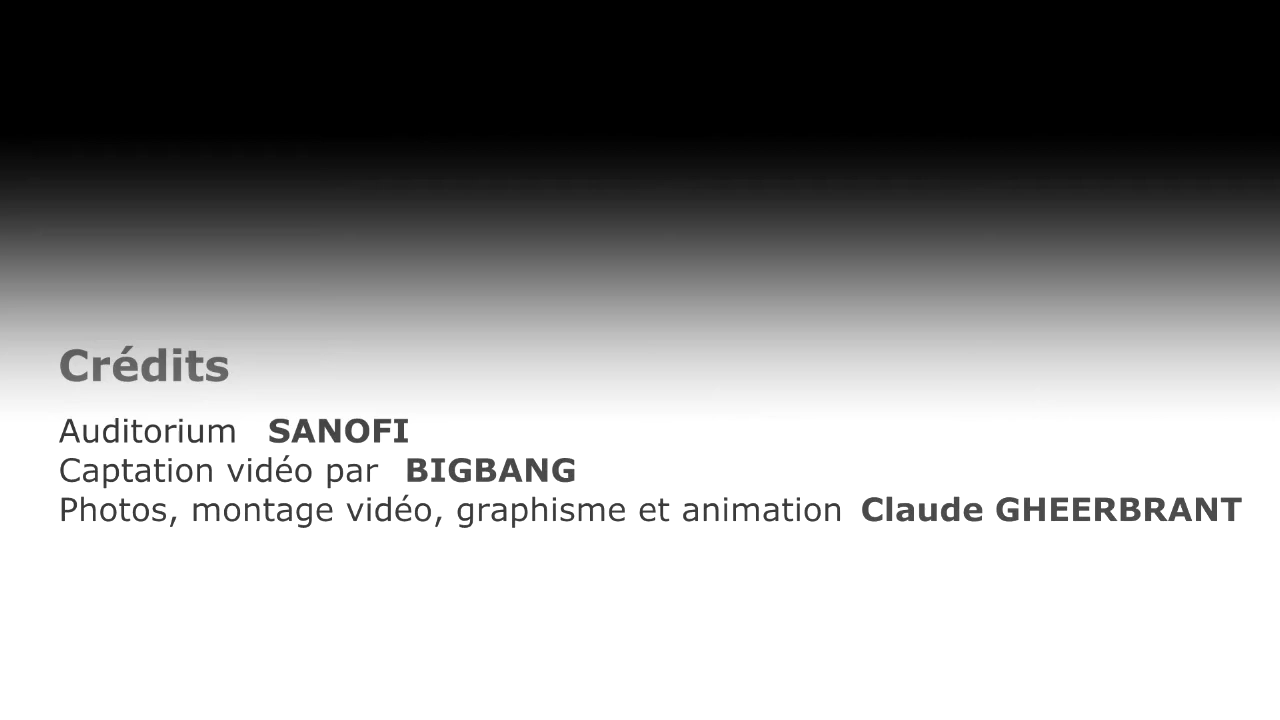 Crédits
Auditorium SANOFI
Captation vidéo par BIGBANG
Photos, montage vidéo, graphisme et animation Claude GHEERBRANT